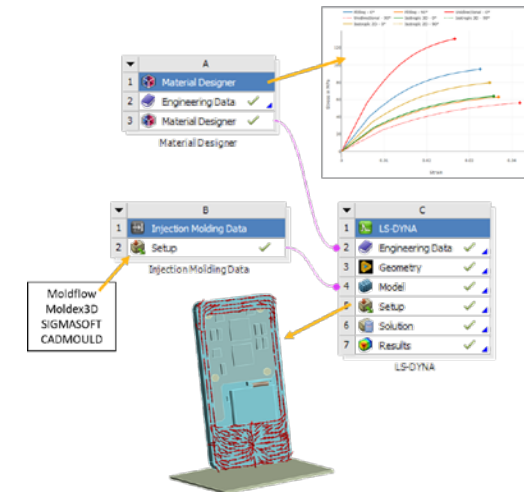 A
1 Material Designer
2 Engineering Data
3 Material Designer
Material Designer
B
1 Injection Molding Data
2 Setup
Injection Molding Data
C
1 LS-DYNA
2 Engineering Data
3 Geometry
4 Model
5 Setup
6 Solution
7 Results
LS-DYNA
Moldflow
Moldex3D
SIGMASOFT
CADMOULD